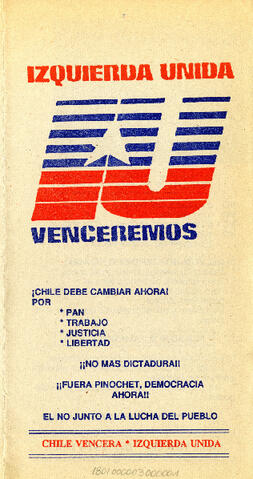 IZQUIERDA UNIDA
IU
VENCEREMOS
¡CHILE DEBE CAMBIAR AHORA!
POR
* PAN
* TRABAJO
* JUSTICIA
* LIBERTAD
¡¡NO MAS DICTADURA!!
¡¡FUERA PINOCHET, DEMOCRACIA
AHORA!!
EL NO JUNTO A LA LUCHA DEL PUEBLO
CHILE VENCERA * IZQUIERDA UNIDA